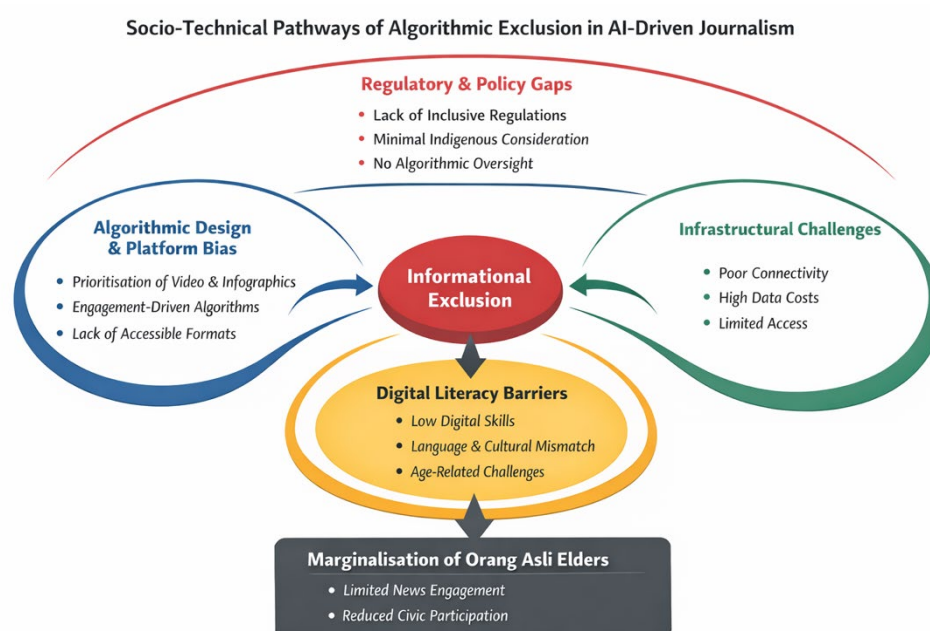 Socio-Technical Pathways of Algorithmic Exclusion in AI-Driven Journalism
Regulatory & Policy Gaps
• Lack of Inclusive Regulations
• Minimal Indigenous Consideration
• No Algorithmic Oversight
Algorithmic Design
& Platform Bias
• Prioritisation of Video & Infographics
• Engagement-Driven Algorithms
• Lack of Accessible Formats
Informational
Exclusion
Infrastructural Challenges
• Poor Connectivity
• High Data Costs
• Limited Access
Digital Literacy Barriers
• Low Digital Skills
• Language & Cultural Mismatch
• Age-Related Challenges
Marginalisation of Orang Asli Elders
• Limited News Engagement
• Reduced Civic Participation